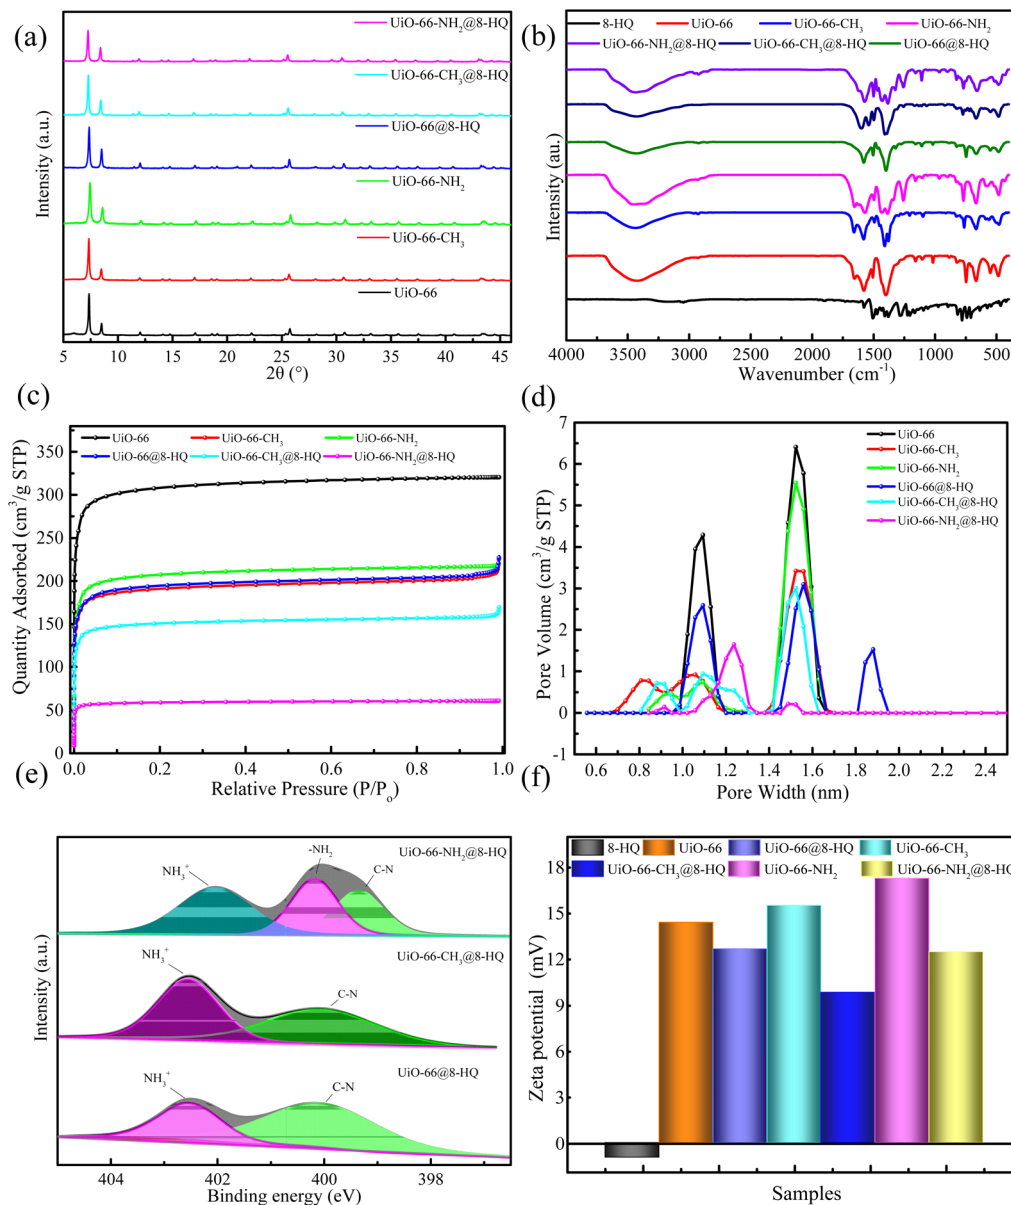 (a)
UiO-66-NH₂@8-HQ
UiO-66-CH₃@8-HQ
UiO-66@8-HQ
UiO-66-NH₂
UiO-66-CH₃
UiO-66
Intensity (a.u.)
5 10 15 20 25 30 35 40 45
2θ (°)
(b)
8-HQ UiO-66 UiO-66-CH₃ UiO-66-NH₂
UiO-66-NH₂@8-HQ UiO-66-CH₃@8-HQ UiO-66@8-HQ
Intensity (au.)
4000 3500 3000 2500 2000 1500 1000 500
Wavenumber (cm⁻¹)
(c)
UiO-66 UiO-66-CH₃ UiO-66-NH₂
UiO-66@8-HQ UiO-66-CH₃@8-HQ UiO-66-NH₂@8-HQ
Quantity Adsorbed (cm³/g STP)
350
300
250
200
150
100
50
0
0.0 0.2 0.4 0.6 0.8 1.0
Relative Pressure (P/Pₒ)
(d)
UiO-66
UiO-66-CH₃
UiO-66-NH₂
UiO-66@8-HQ
UiO-66-CH₃@8-HQ
UiO-66-NH₂@8-HQ
Pore Volume (cm³/g STP)
7
6
5
4
3
2
1
0
-1
0.6 0.8 1.0 1.2 1.4 1.6 1.8 2.0 2.2 2.4
Pore Width (nm)
(e)
UiO-66-NH₂@8-HQ
NH₃⁺
-NH₂
C-N
UiO-66-CH₃@8-HQ
NH₃⁺
C-N
UiO-66@8-HQ
NH₃⁺
C-N
Intensity (a.u.)
404 402 400 398
Binding energy (eV)
(f)
8-HQ UiO-66 UiO-66@8-HQ UiO-66-CH₃
UiO-66-CH₃@8-HQ UiO-66-NH₂ UiO-66-NH₂@8-HQ
Zeta potential (mV)
18
15
12
9
6
3
0
Samples